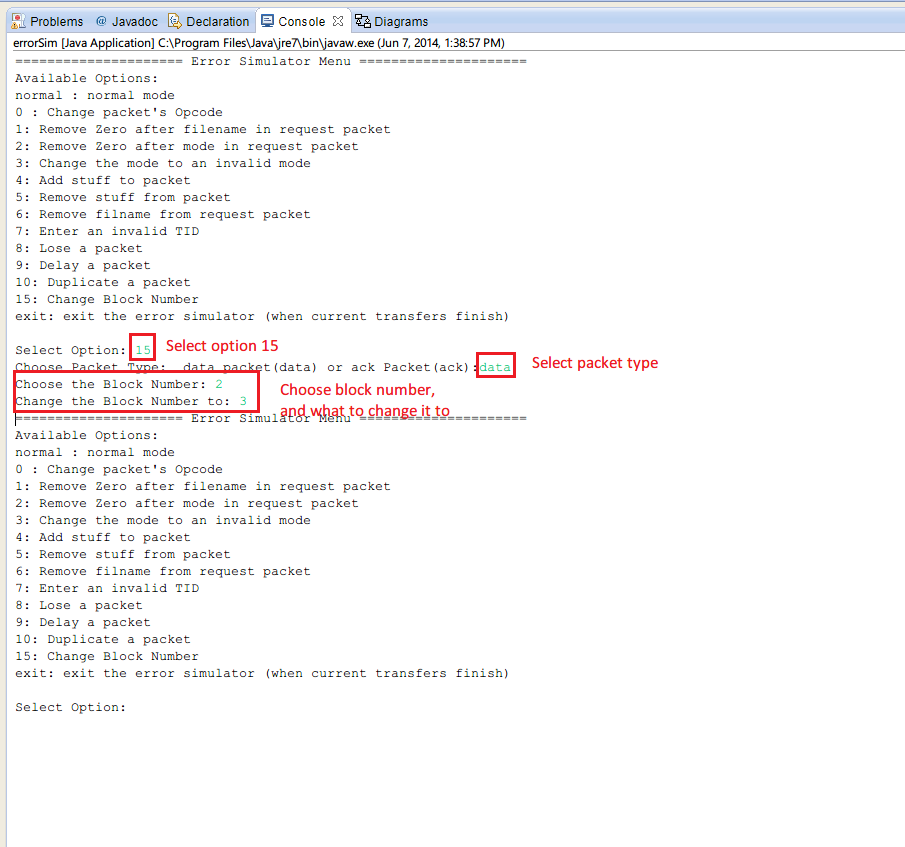 Problems @ Javadoc Declaration Console Diagrams
errorSim [Java Application] C:\Program Files\Java\jre7\bin\javaw.exe (Jun 7, 2014, 1:38:57 PM)
===================== Error Simulator Menu =====================
Available Options:
normal : normal mode
0 : Change packet's Opcode
1: Remove Zero after filename in request packet
2: Remove Zero after mode in request packet
3: Change the mode to an invalid mode
4: Add stuff to packet
5: Remove stuff from packet
6: Remove filname from request packet
7: Enter an invalid TID
8: Lose a packet
9: Delay a packet
10: Duplicate a packet
15: Change Block Number
exit: exit the error simulator (when current transfers finish)
Select Option: 15 Select option 15
Choose Packet Type: data packet(data) or ack Packet(ack):data Select packet type
Choose the Block Number: 2
Change the Block Number to: 3
Choose block number,
and what to change it to
===================== Error Simulator Menu =====================
Available Options:
normal : normal mode
0 : Change packet's Opcode
1: Remove Zero after filename in request packet
2: Remove Zero after mode in request packet
3: Change the mode to an invalid mode
4: Add stuff to packet
5: Remove stuff from packet
6: Remove filname from request packet
7: Enter an invalid TID
8: Lose a packet
9: Delay a packet
10: Duplicate a packet
15: Change Block Number
exit: exit the error simulator (when current transfers finish)
Select Option: